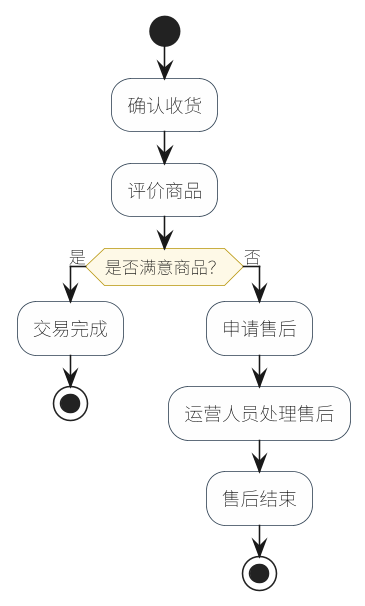 确认收货
评价商品
是否满意商品？
是
否
交易完成
申请售后
运营人员处理售后
售后结束